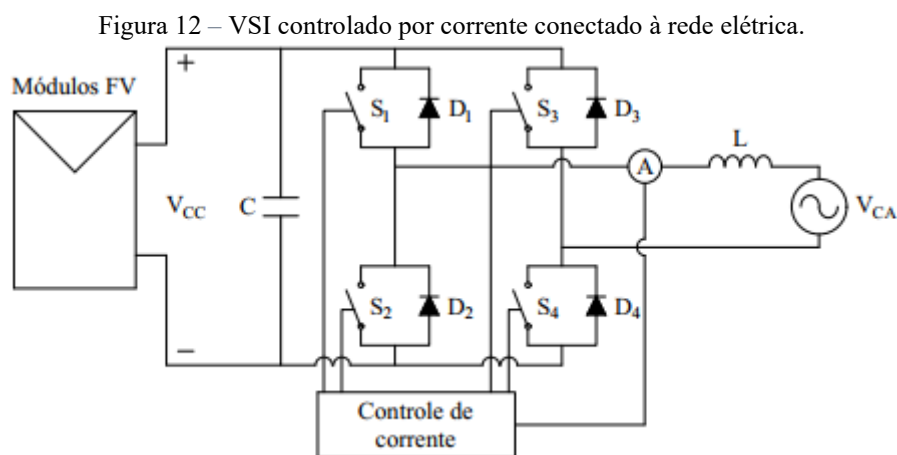 Figura 12 – VSI controlado por corrente conectado à rede elétrica.
Módulos FV
+
S1
D1
S3
D3
L
A
VCC
C
VCA
S2
D2
S4
D4
−
Controle de
corrente